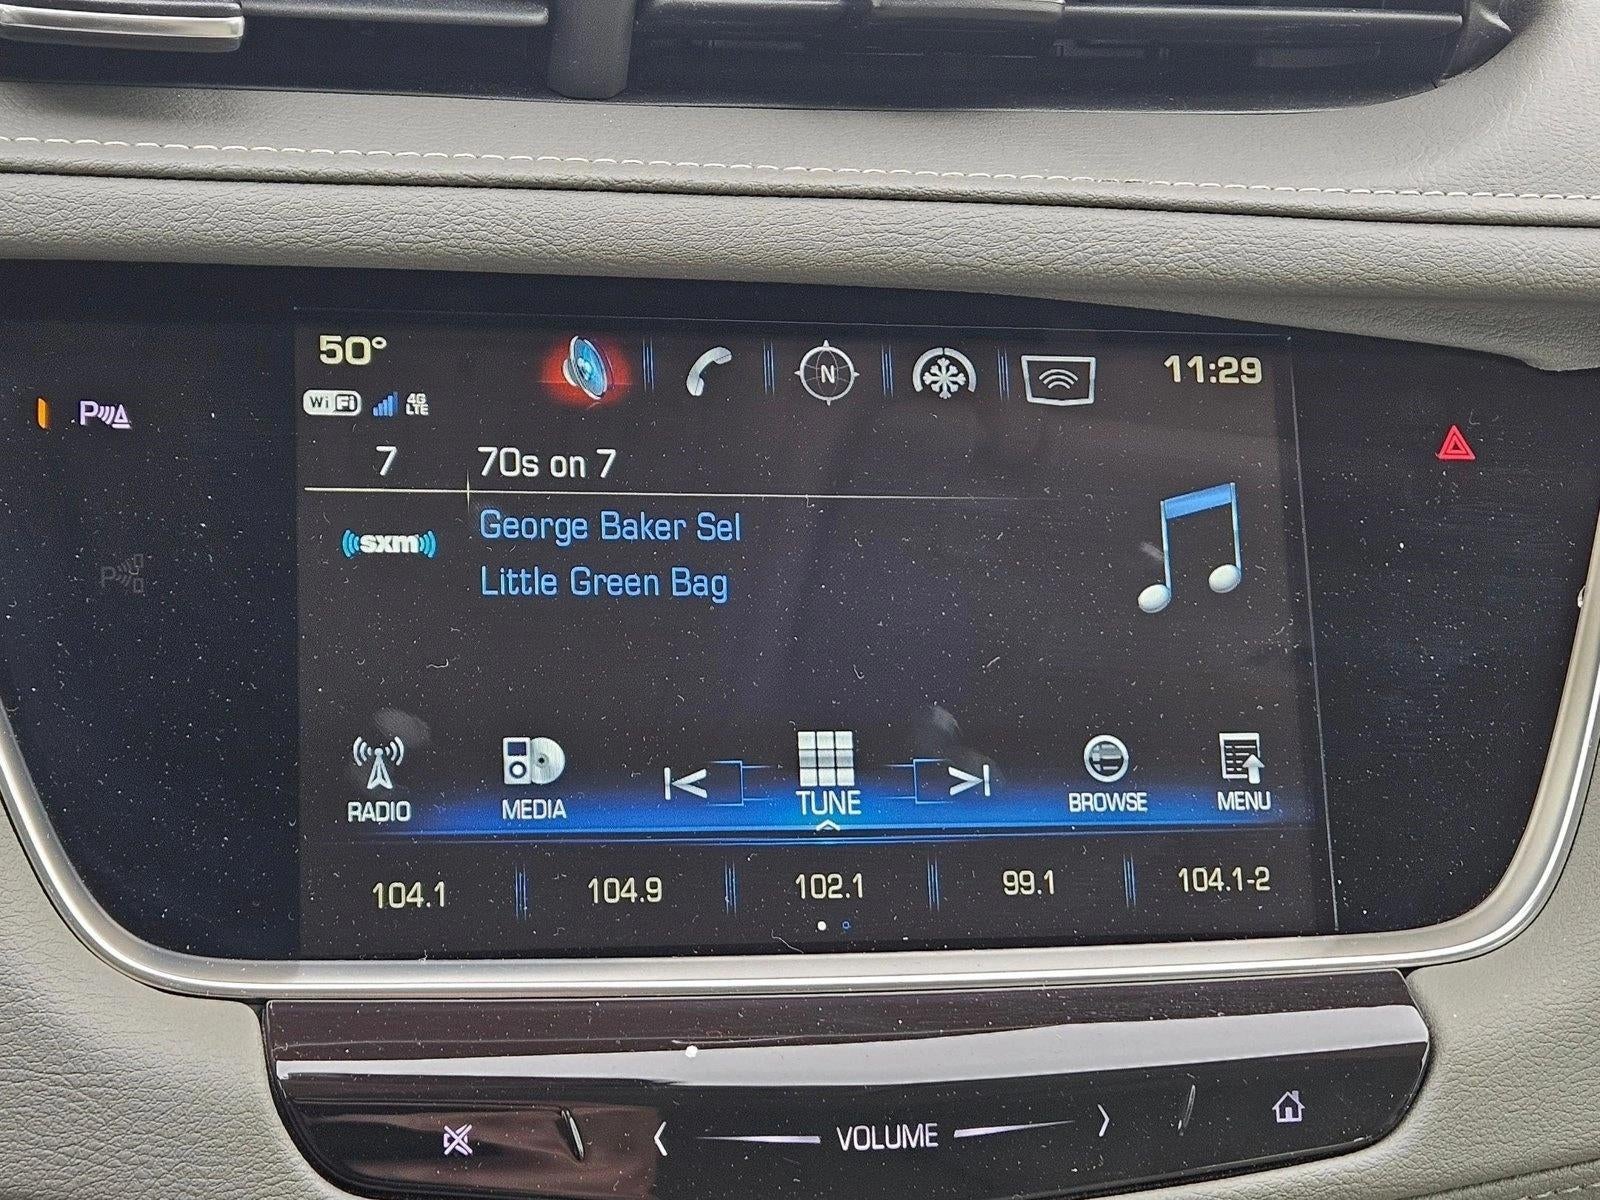 50°
11:29
WiFi 4G LTE
N
P
7 70s on 7
sxm
George Baker Sel
Little Green Bag
P
RADIO MEDIA TUNE BROWSE MENU
104.1 104.9 102.1 99.1 104.1-2
VOLUME